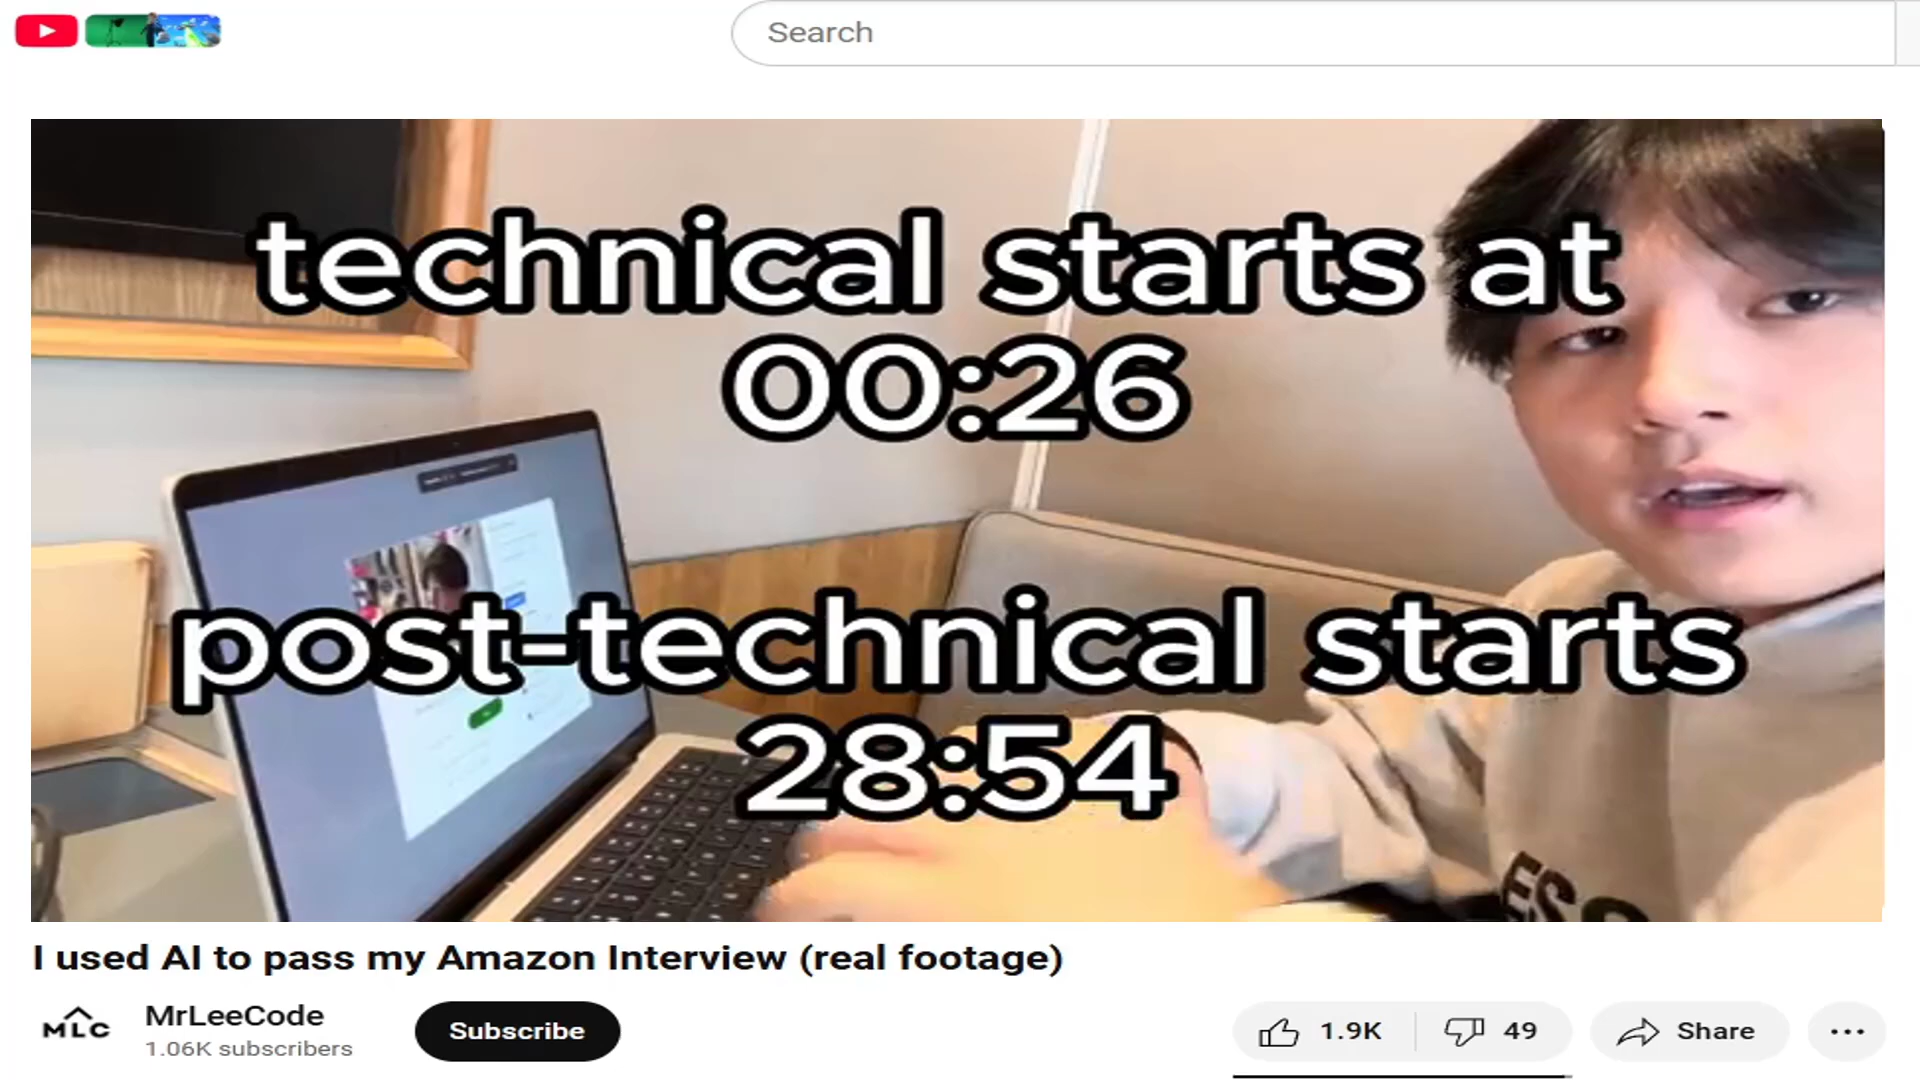 Search
technical starts at
00:26
post-technical starts
28:54
ES
I used AI to pass my Amazon Interview (real footage)
MLC
MrLeeCode
1.06K subscribers
Subscribe
1.9K
49
Share